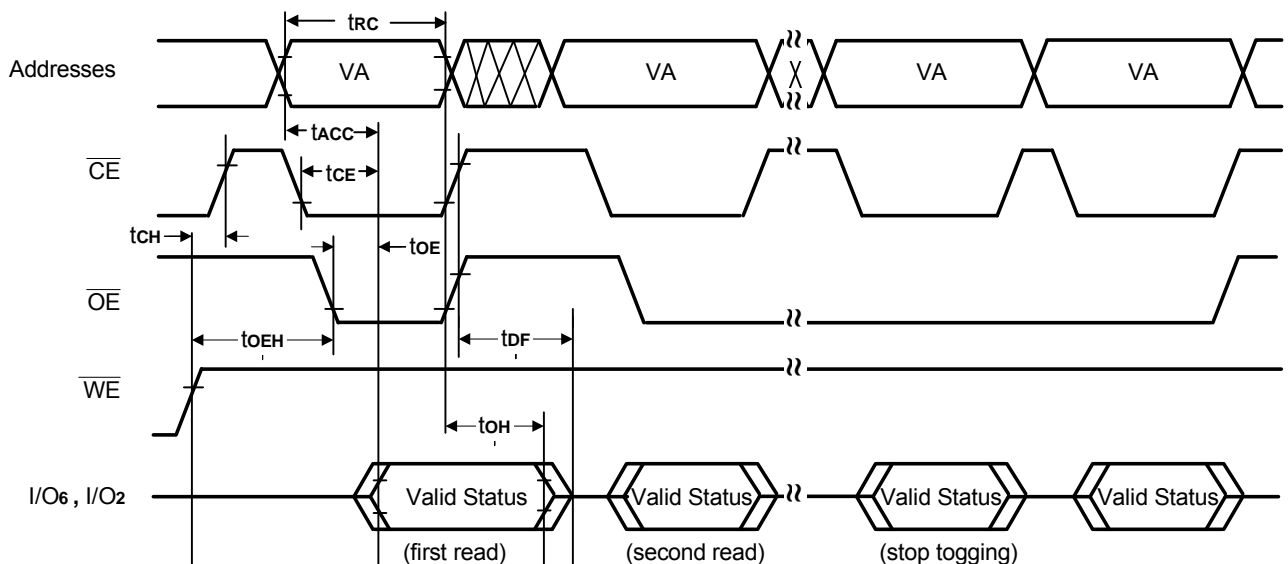 tRC
Addresses VA VA VA VA
tACC
CE
tCE
tCH
tOE
OE
tOEH
tDF
WE
tOH
I/O6 , I/O2 Valid Status Valid Status Valid Status Valid Status
(first read) (second read) (stop togging)